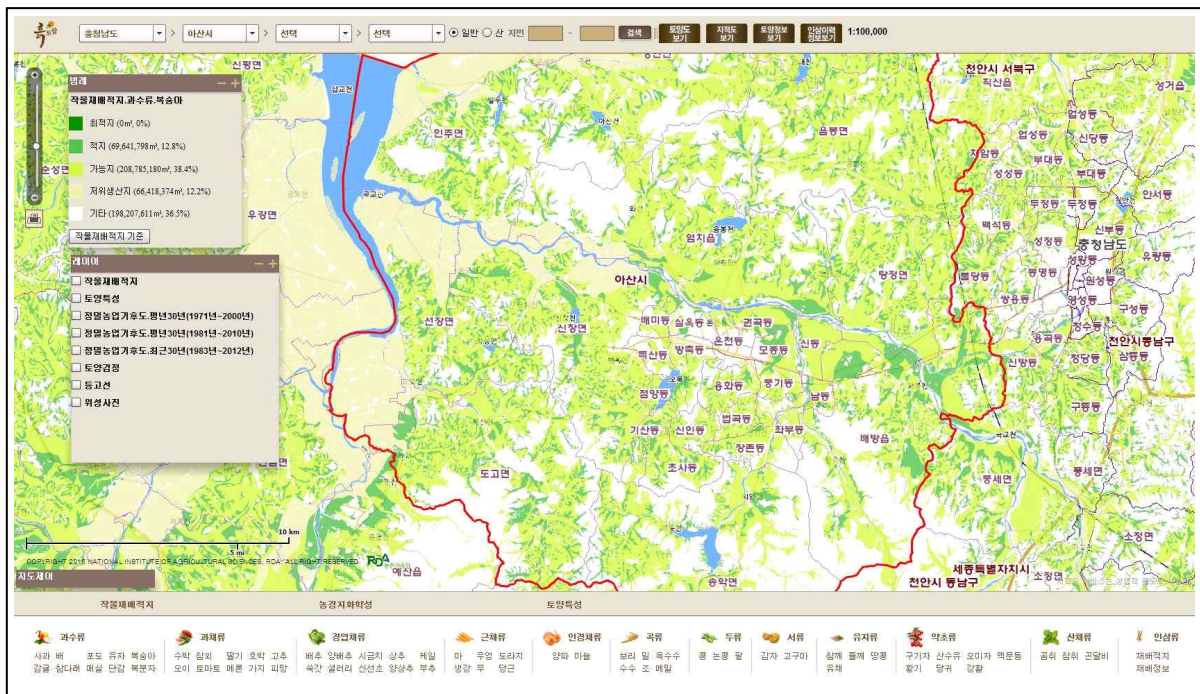 흙토람
충청남도 > 아산시 > 선택 > 선택 일반 산 지번 - 검색 토양도 보기 지적도 보기 토양정보 보기 인삼이력 정보보기 1:100,000
범례
작물재배적지.과수류.복숭아
최적지 (0m², 0%)
적지 (69,641,798m², 12.8%)
가능지 (208,785,180m², 38.4%)
저위생산지 (66,418,374m², 12.2%)
기타 (198,207,611m², 36.5%)
작물재배적지 기준
레이어
작물재배적지
토양특성
정밀농업기후도.평년30년(1971년~2000년)
정밀농업기후도.평년30년(1981년~2010년)
정밀농업기후도.최근30년(1983년~2012년)
토양검정
등고선
위성사진
신평면
삽교천
인주면
아산시
음봉면
천안시 서북구
직산읍
성거읍
순성면
우강면
곡교천
염치읍
음봉천
탕정면
차암동
업성동
신당동
성성동
부대동
부대동
두정동
두정동
안서동
백석동
성정동
신부동
충청남도
불당동
봉명동
성황동
유량동
원성동
쌍용동
영성동
구성동
선장면
신창면
배미동
실옥동
권곡동
득산동
방축동
온천동
모종동
신동
점양동
용화동
풍기동
남동
기산동
신인동
법곡동
좌부동
초사동
장존동
배방읍
신방동
용곡동
청수동
청당동
천안시동남구
삼룡동
구룡동
곡교천
풍세면
도고면
송악면
예산읍
소정면
세종특별자치시
소정면
천안시 동남구
10 km
5 mi
COPYRIGHT 2016 NATIONAL INSTITUTE OF AGRICULTURAL SCIENCES, RDA. ALL RIGHT RESERVED.
RDA
지도제어
작물재배적지 농경지화학성 토양특성
과수류
사과 배 포도 유자 복숭아
감귤 참다래 매실 단감 복분자
과채류
수박 참외 딸기 호박 고추
오이 토마토 메론 가지 피망
경엽채류
배추 양배추 시금치 상추 케일
쑥갓 샐러리 신선초 양상추 부추
근채류
마 우엉 도라지
생강 무 당근
인경채류
양파 마늘
곡류
보리 밀 옥수수
수수 조 메밀
두류
콩 논콩 팥
서류
감자 고구마
유지류
참깨 들깨 땅콩
유채
약초류
구기자 산수유 오미자 맥문동
황기 당귀 강활
산채류
곰취 참취 곤달비
인삼류
재배적지
재배정보